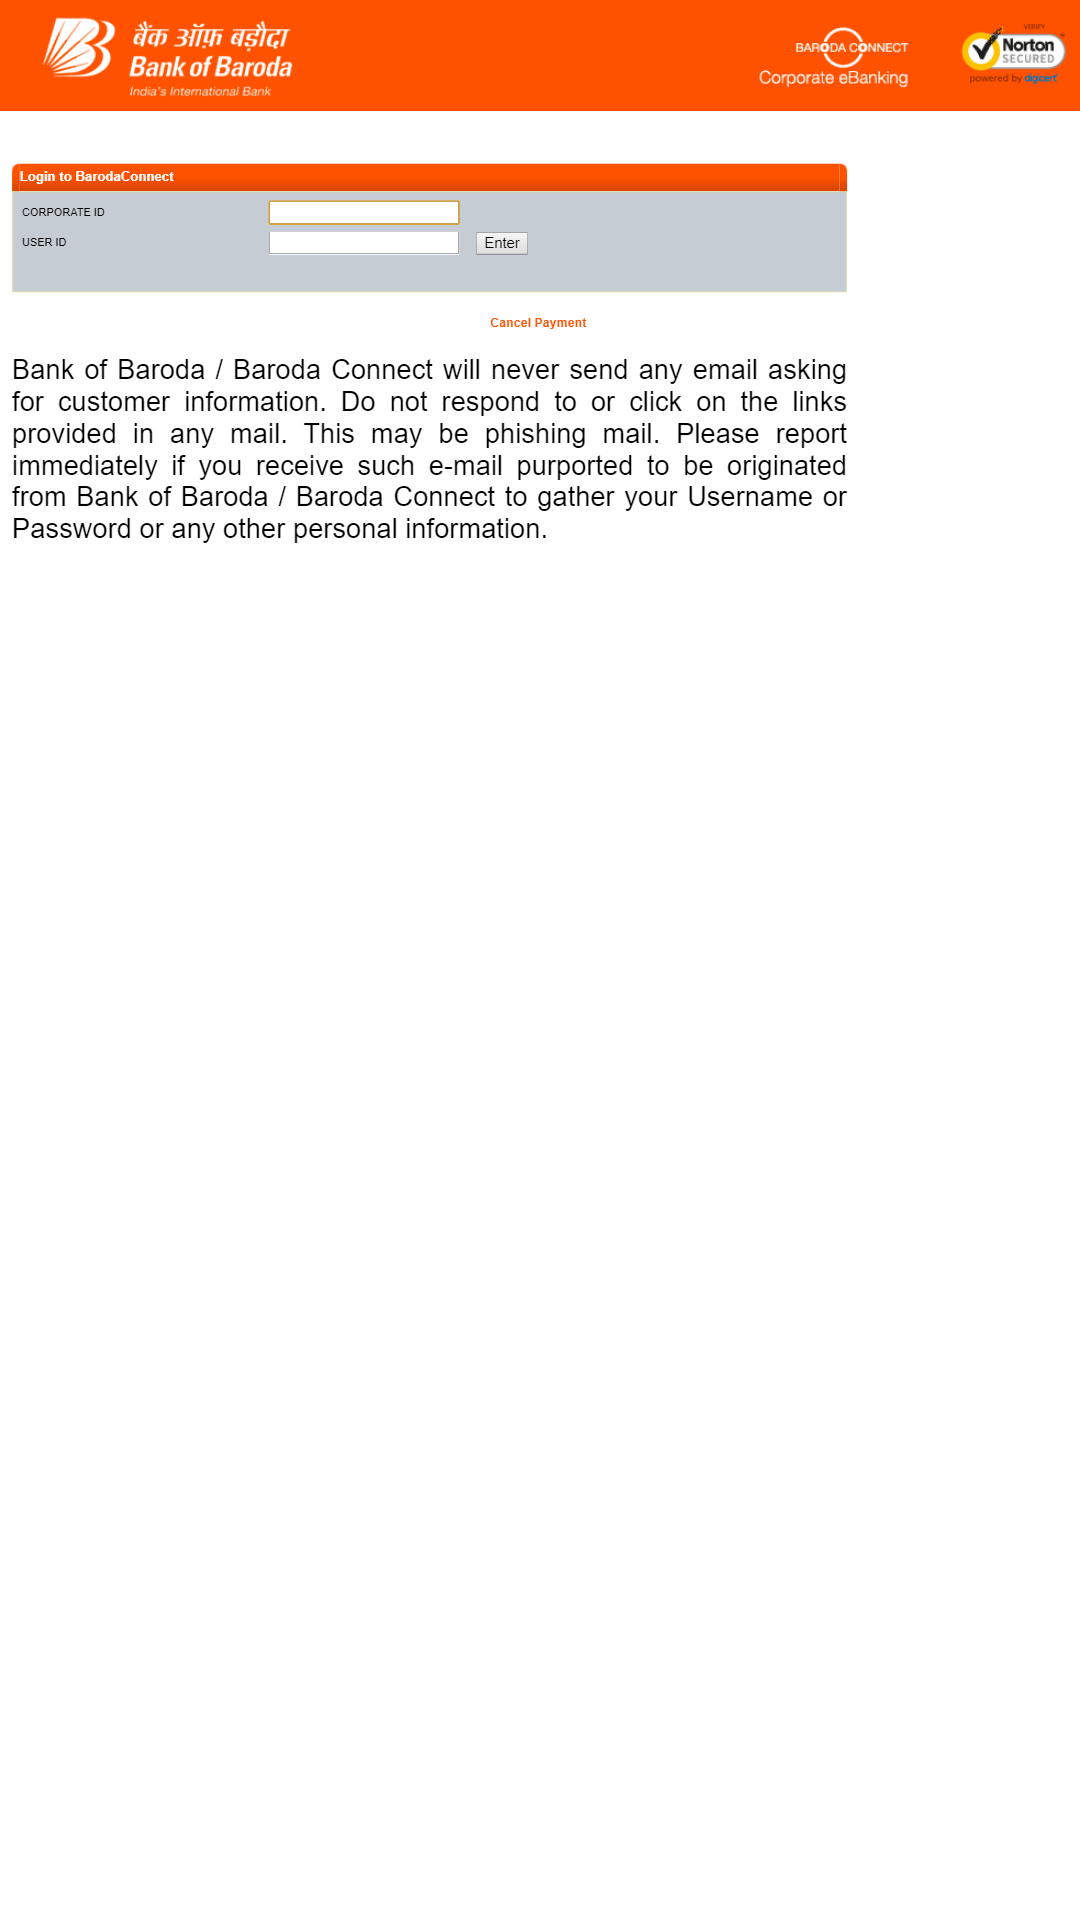 बैंक ऑफ़ बड़ौदा
Bank of Baroda
India's International Bank
BARODA CONNECT
Corporate eBanking
VERIFY
Norton
SECURED
powered by digicert
Login to BarodaConnect
CORPORATE ID
USER ID
Enter
Cancel Payment
Bank of Baroda / Baroda Connect will never send any email asking
for customer information. Do not respond to or click on the links
provided in any mail. This may be phishing mail. Please report
immediately if you receive such e-mail purported to be originated
from Bank of Baroda / Baroda Connect to gather your Username or
Password or any other personal information.